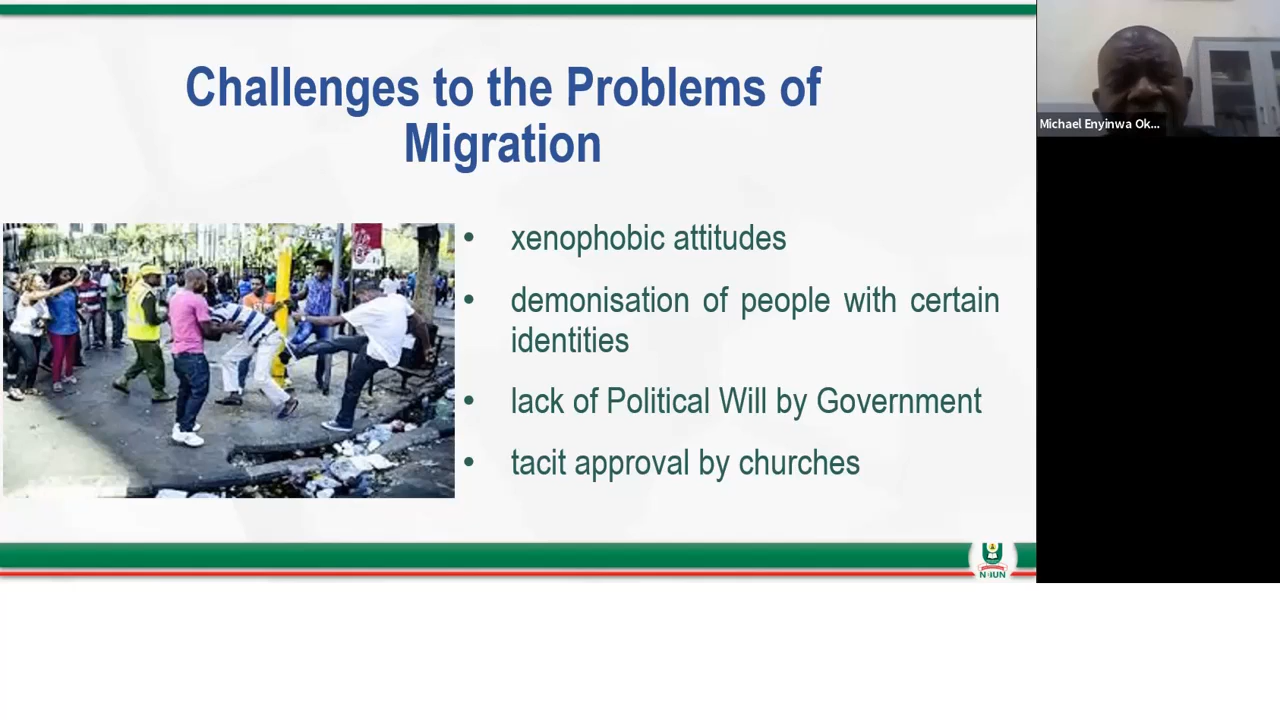 Challenges to the Problems of
Migration
• xenophobic attitudes
• demonisation of people with certain
identities
• lack of Political Will by Government
• tacit approval by churches
Michael Enyinwa Ok...
NOUN